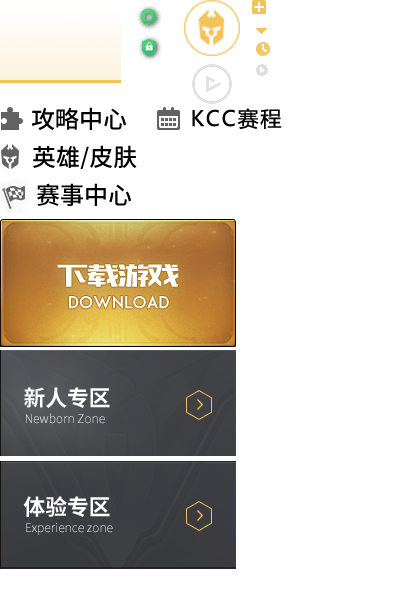 攻略中心
KCC赛程
英雄/皮肤
赛事中心
下载游戏
DOWNLOAD
新人专区
Newborn Zone
体验专区
Experience zone